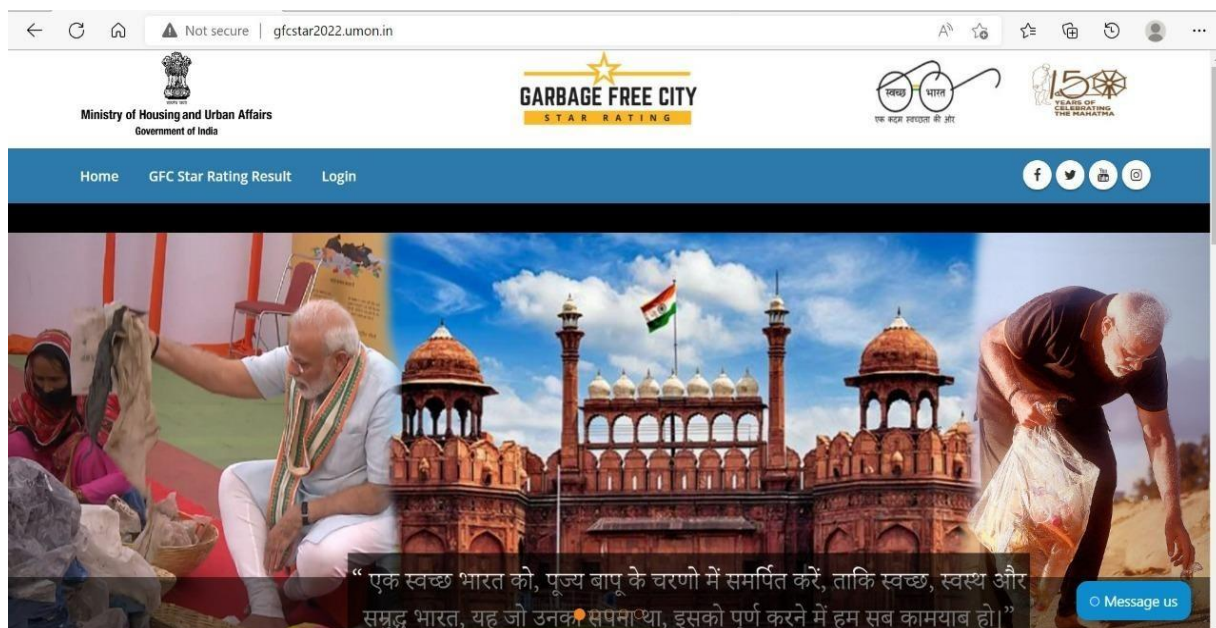 Not secure | gfcstar2022.umon.in
Ministry of Housing and Urban Affairs
Government of India
GARBAGE FREE CITY
STAR RATING
स्वच्छ भारत
एक कदम स्वच्छता की ओर
150
YEARS OF
CELEBRATING
THE MAHATMA
Home GFC Star Rating Result Login
“ एक स्वच्छ भारत को, पूज्य बापू के चरणो में समर्पित करें, ताकि स्वच्छ, स्वस्थ और
सम्रद्ध भारत, यह जो उनका सपना था, इसको पर्ण करने में हम सब कामयाब हो।”
Message us